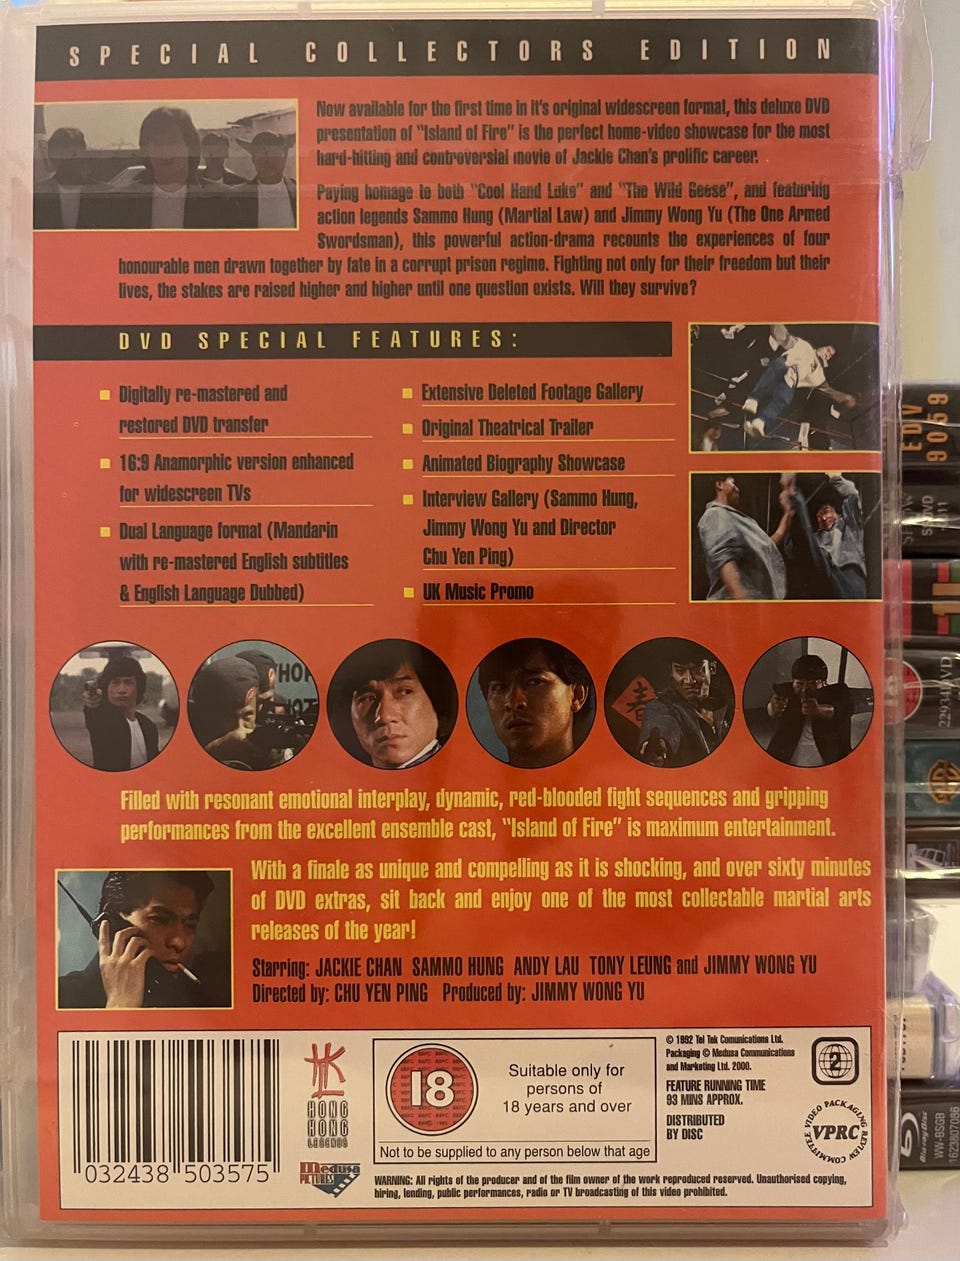 SPECIAL COLLECTORS EDITION
Now available for the first time in it's original widescreen format, this deluxe DVD
presentation of "Island of Fire" is the perfect home-video showcase for the most
hard-hitting and controversial movie of Jackie Chan's prolific career.
Paying homage to both "Cool Hand Luke" and "The Wild Geese", and featuring
action legends Sammo Hung (Martial Law) and Jimmy Wong Yu (The One Armed
Swordsman), this powerful action-drama recounts the experiences of four
honourable men drawn together by fate in a corrupt prison regime. Fighting not only for their freedom but their
lives, the stakes are raised higher and higher until one question exists. Will they survive?
DVD SPECIAL FEATURES:
Digitally re-mastered and
restored DVD transfer
16:9 Anamorphic version enhanced
for widescreen TVs
Dual Language format (Mandarin
with re-mastered English subtitles
& English Language Dubbed)
Extensive Deleted Footage Gallery
Original Theatrical Trailer
Animated Biography Showcase
Interview Gallery (Sammo Hung,
Jimmy Wong Yu and Director
Chu Yen Ping)
UK Music Promo
Filled with resonant emotional interplay, dynamic, red-blooded fight sequences and gripping
performances from the excellent ensemble cast, "Island of Fire" is maximum entertainment.
With a finale as unique and compelling as it is shocking, and over sixty minutes
of DVD extras, sit back and enjoy one of the most collectable martial arts
releases of the year!
Starring: JACKIE CHAN SAMMO HUNG ANDY LAU TONY LEUNG and JIMMY WONG YU
Directed by: CHU YEN PING Produced by: JIMMY WONG YU
032438 503575
HK
HONG
KONG
LEGENDS
Medusa
PICTURES
18
Suitable only for
persons of
18 years and over
Not to be supplied to any person below that age
© 1992 Tel Tek Comunications Ltd.
Packaging © Medusa Communications
and Marketing Ltd. 2000.
FEATURE RUNNING TIME
93 MINS APPROX.
DISTRIBUTED
BY DISC
2
VIDEO PACKAGING REVIEW COMMITTEE
VPRC
WARNING: All rights of the producer and of the film owner of the work reproduced reserved. Unauthorised copying,
hiring, lending, public performances, radio or TV broadcasting of this video prohibited.
EDV
9059
WB
Blu-ray Disc
WW-BSGB
1623807086